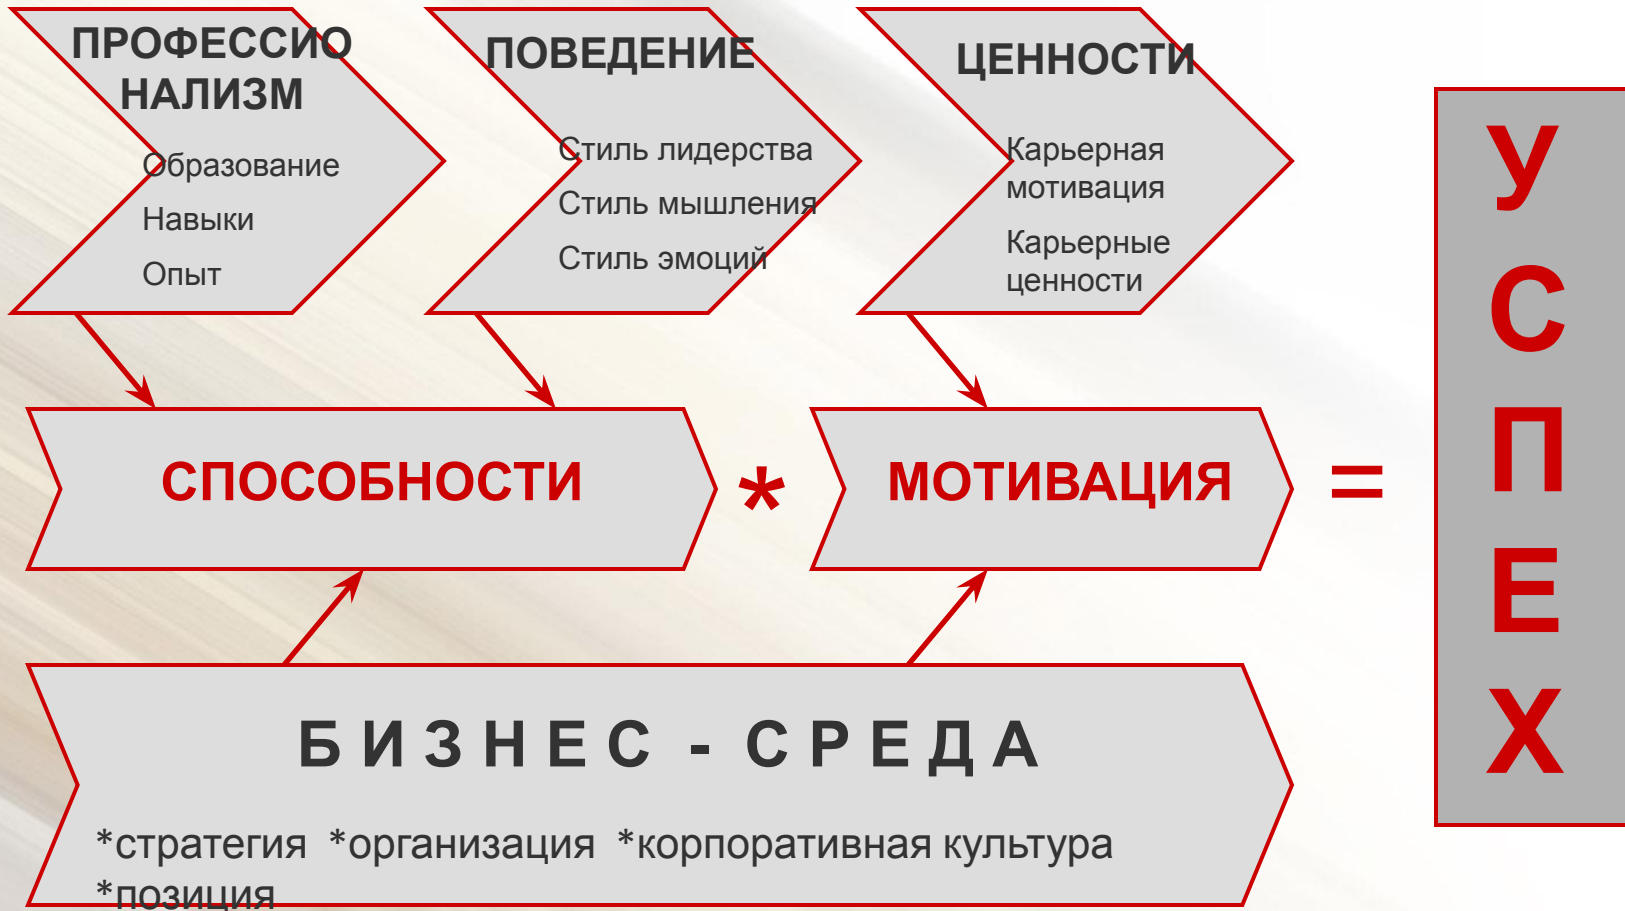 ПРОФЕССИО
НАЛИЗМ
Образование
Навыки
Опыт
ПОВЕДЕНИЕ
Стиль лидерства
Стиль мышления
Стиль эмоций
ЦЕННОСТИ
Карьерная
мотивация
Карьерные
ценности
СПОСОБНОСТИ
*
МОТИВАЦИЯ
=
У
С
П
Е
Х
БИЗНЕС - СРЕДА
*стратегия *организация *корпоративная культура
*позиция